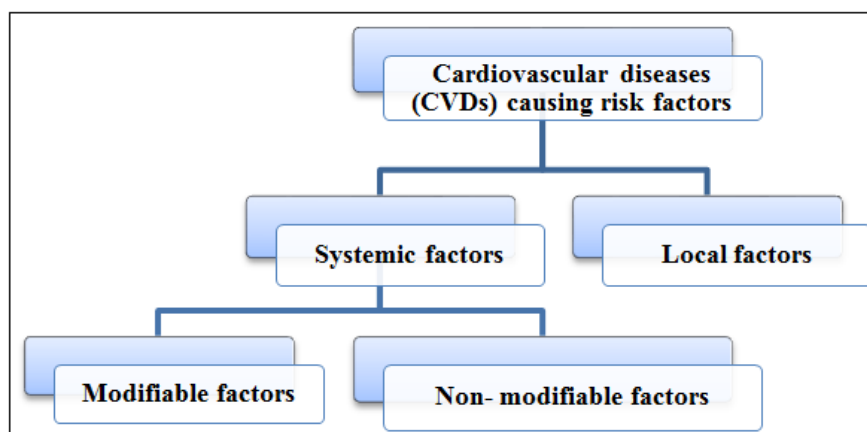 Cardiovascular diseases
(CVDs) causing risk factors
Systemic factors
Local factors
Modifiable factors
Non- modifiable factors